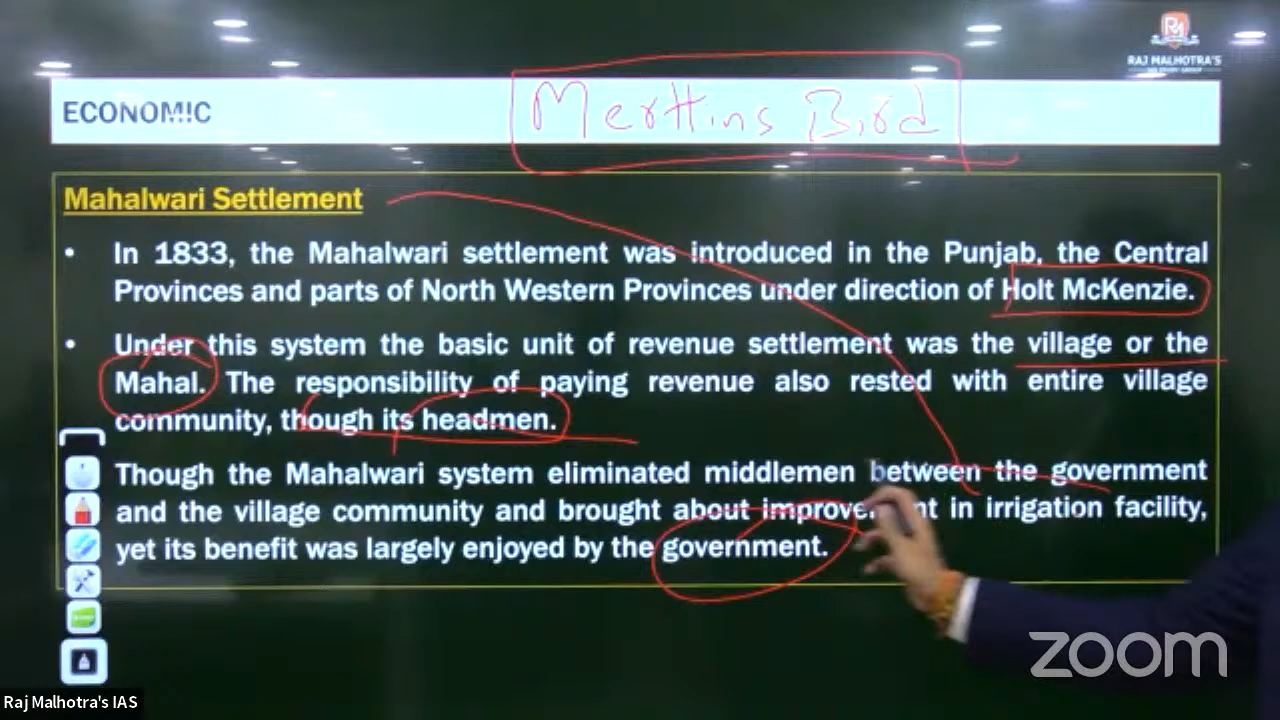 RAJ MALHOTRA'S
ECONOMIC
Merttins Bird
Mahalwari Settlement
• In 1833, the Mahalwari settlement was introduced in the Punjab, the Central
Provinces and parts of North Western Provinces under direction of Holt McKenzie.
• Under this system the basic unit of revenue settlement was the village or the
Mahal. The responsibility of paying revenue also rested with entire village
community, though its headmen.
Though the Mahalwari system eliminated middlemen between the government
and the village community and brought about in irrigation facility,
yet its benefit was largely enjoyed by the government.
zoom
Raj Malhotra's IAS